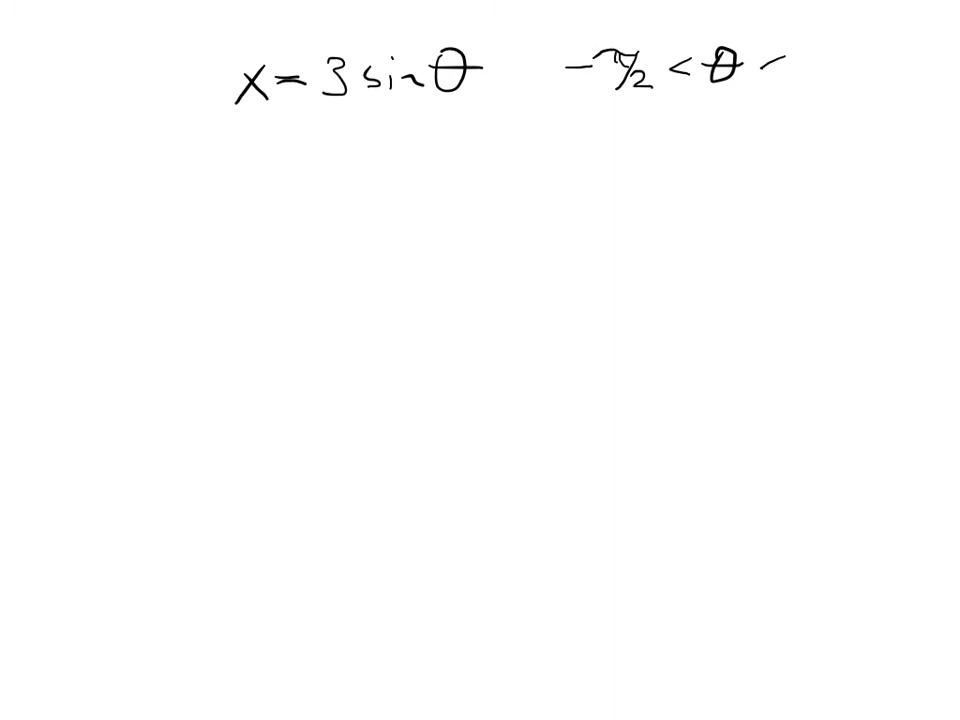 x = 3 sin θ   -π/2 < θ <